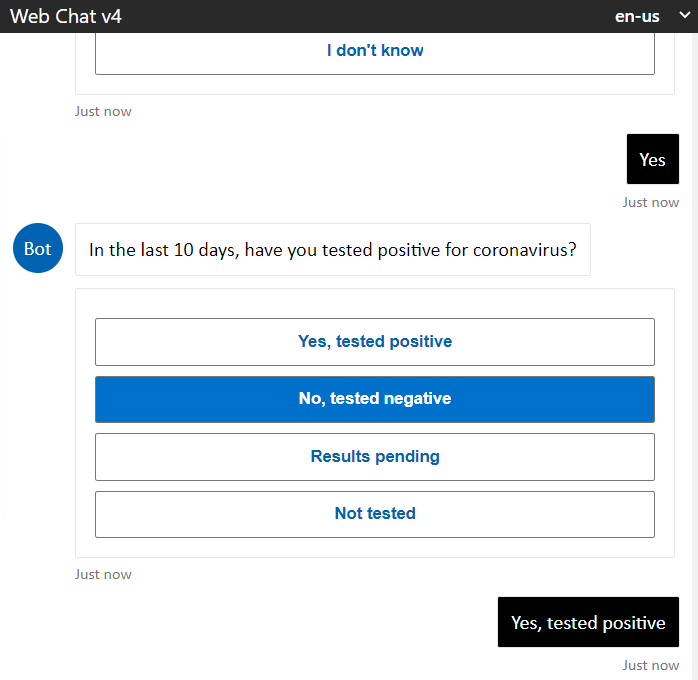 Web Chat v4 en-us
I don't know
Just now
Yes
Just now
Bot In the last 10 days, have you tested positive for coronavirus?
Yes, tested positive
No, tested negative
Results pending
Not tested
Just now
Yes, tested positive
Just now